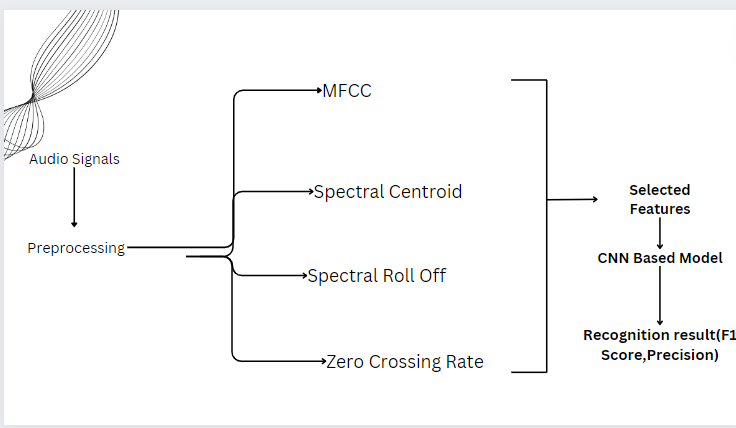 Audio Signals
Preprocessing
MFCC
Spectral Centroid
Spectral Roll Off
Zero Crossing Rate
Selected
Features
CNN Based Model
Recognition result(F1
Score,Precision)